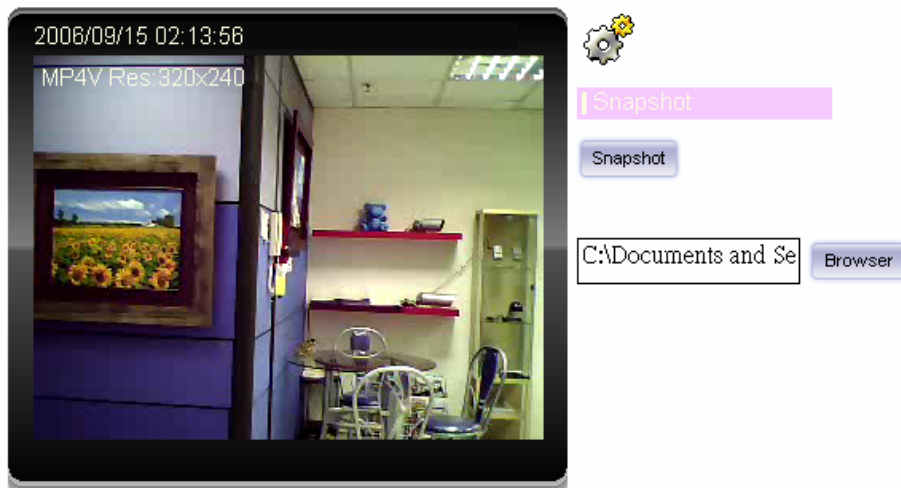 2006/09/15 02:13:56
MP4V Res:320x240
Snapshot
Snapshot
C:\Documents and Se
Browser